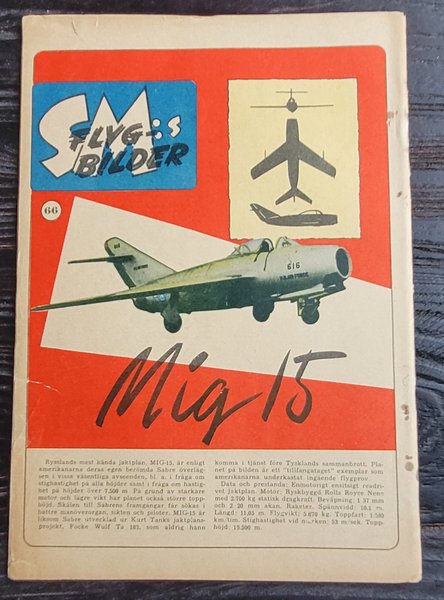 SM:s
FLYG-
BILDER
66
616
U.S. AIR FORCE
Mig 15
Rysslands mest kända jaktplan, MIG-15, är enligt
amerikanarna deras egen berömda Sabre överläg-
sen i vissa väsentliga avseenden, bl. a. i fråga om
stighastighet på alla höjder samt i fråga om hastig-
het på höjder över 7.500 m. På grund av starkare
motor och lägre vikt har planet också större topp-
höjd. Skälen till Sabrens framgångar får sökas i
bättre manöverorgan, sikten och piloter. MIG-15 är
liksom Sabre utvecklad ur Kurt Tanks jaktplans-
projekt, Focke Wulf Ta 183, som aldrig hann
komma i tjänst före Tysklands sammanbrott. Pla-
net på bilden är ett "tillfångataget" exemplar som
amerikanarna underkastat ingående flygprov.
Data och prestanda: Enmotorigt ensitsigt readri-
vet jaktplan. Motor: Ryskbyggd Rolls Royce Nene
med 2.700 kg statisk dragkraft. Beväpning: 1 37 mm
och 2 20 mm akan. Raketer. Spännvidd: 10.1 m.
Längd: 11.05 m. Flygvikt: 5.670 kg. Toppfart:
km/tim. Stighastighet vid marken: 53 m/sek. Topp-
höjd: 15.500 m.